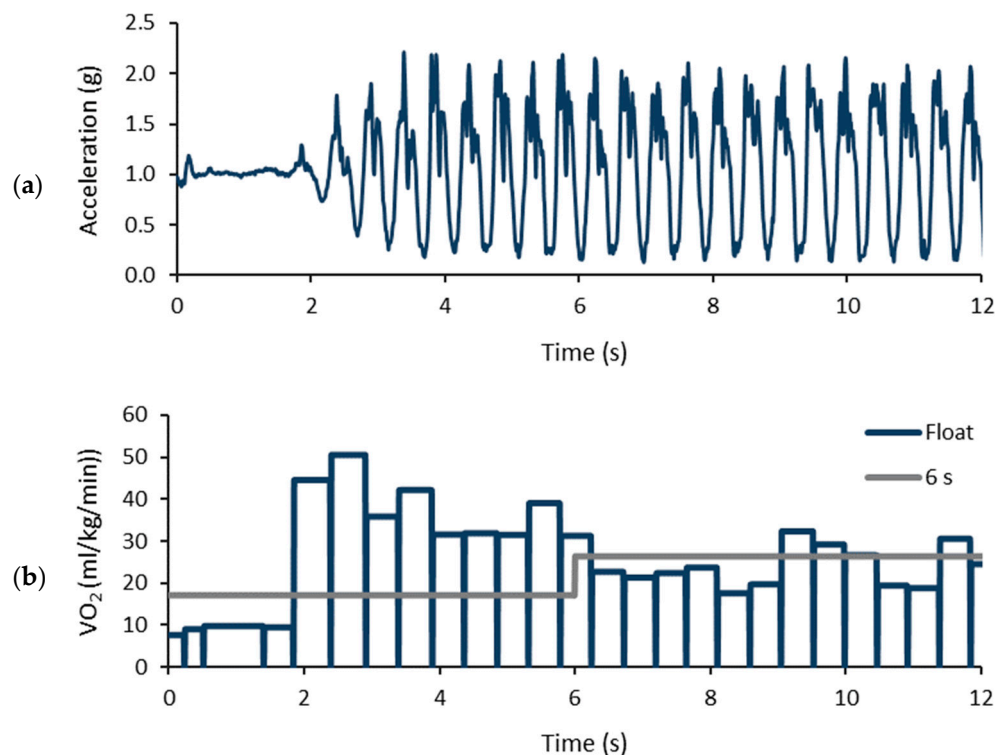 (a)
Acceleration (g)
2.5
2.0
1.5
1.0
0.5
0.0
0 2 4 6 8 10 12
Time (s)
(b)
VO₂ (ml/kg/min))
60
50
40
30
20
10
0
Float
6 s
0 2 4 6 8 10 12
Time (s)